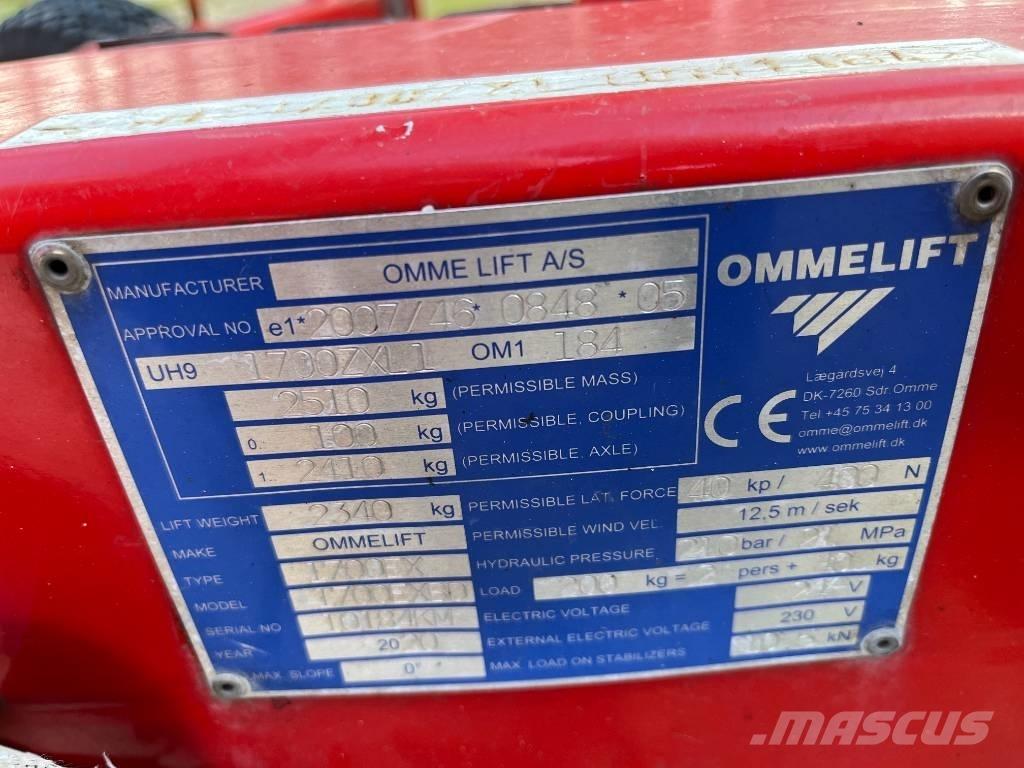 MANUFACTURER OMME LIFT A/S
APPROVAL NO. e1*2007/46* 0848 *05
UH9 1700ZXL1 OM1 184
2510 kg (PERMISSIBLE MASS)
0. 100 kg (PERMISSIBLE. COUPLING)
1.. 2410 kg (PERMISSIBLE. AXLE)
LIFT WEIGHT 2340 kg
MAKE OMMELIFT
TYPE
MODEL
SERIAL NO 10184KM
YEAR 2020
MAX. SLOPE 0°
PERMISSIBLE LAT. FORCE 40 kp / 400 N
PERMISSIBLE WIND VEL. 12,5 m / sek
HYDRAULIC PRESSURE. 210 bar / 21 MPa
LOAD 200 kg = 2 pers + kg
ELECTRIC VOLTAGE V
EXTERNAL ELECTRIC VOLTAGE 230 V
MAX LOAD ON STABILIZERS kN
OMMELIFT
Lægårdsvej 4
DK-7260 Sdr. Omme
Tel +45 75 34 13 00
omme@ommelift.dk
www.ommelift.dk
CE
MASCUS